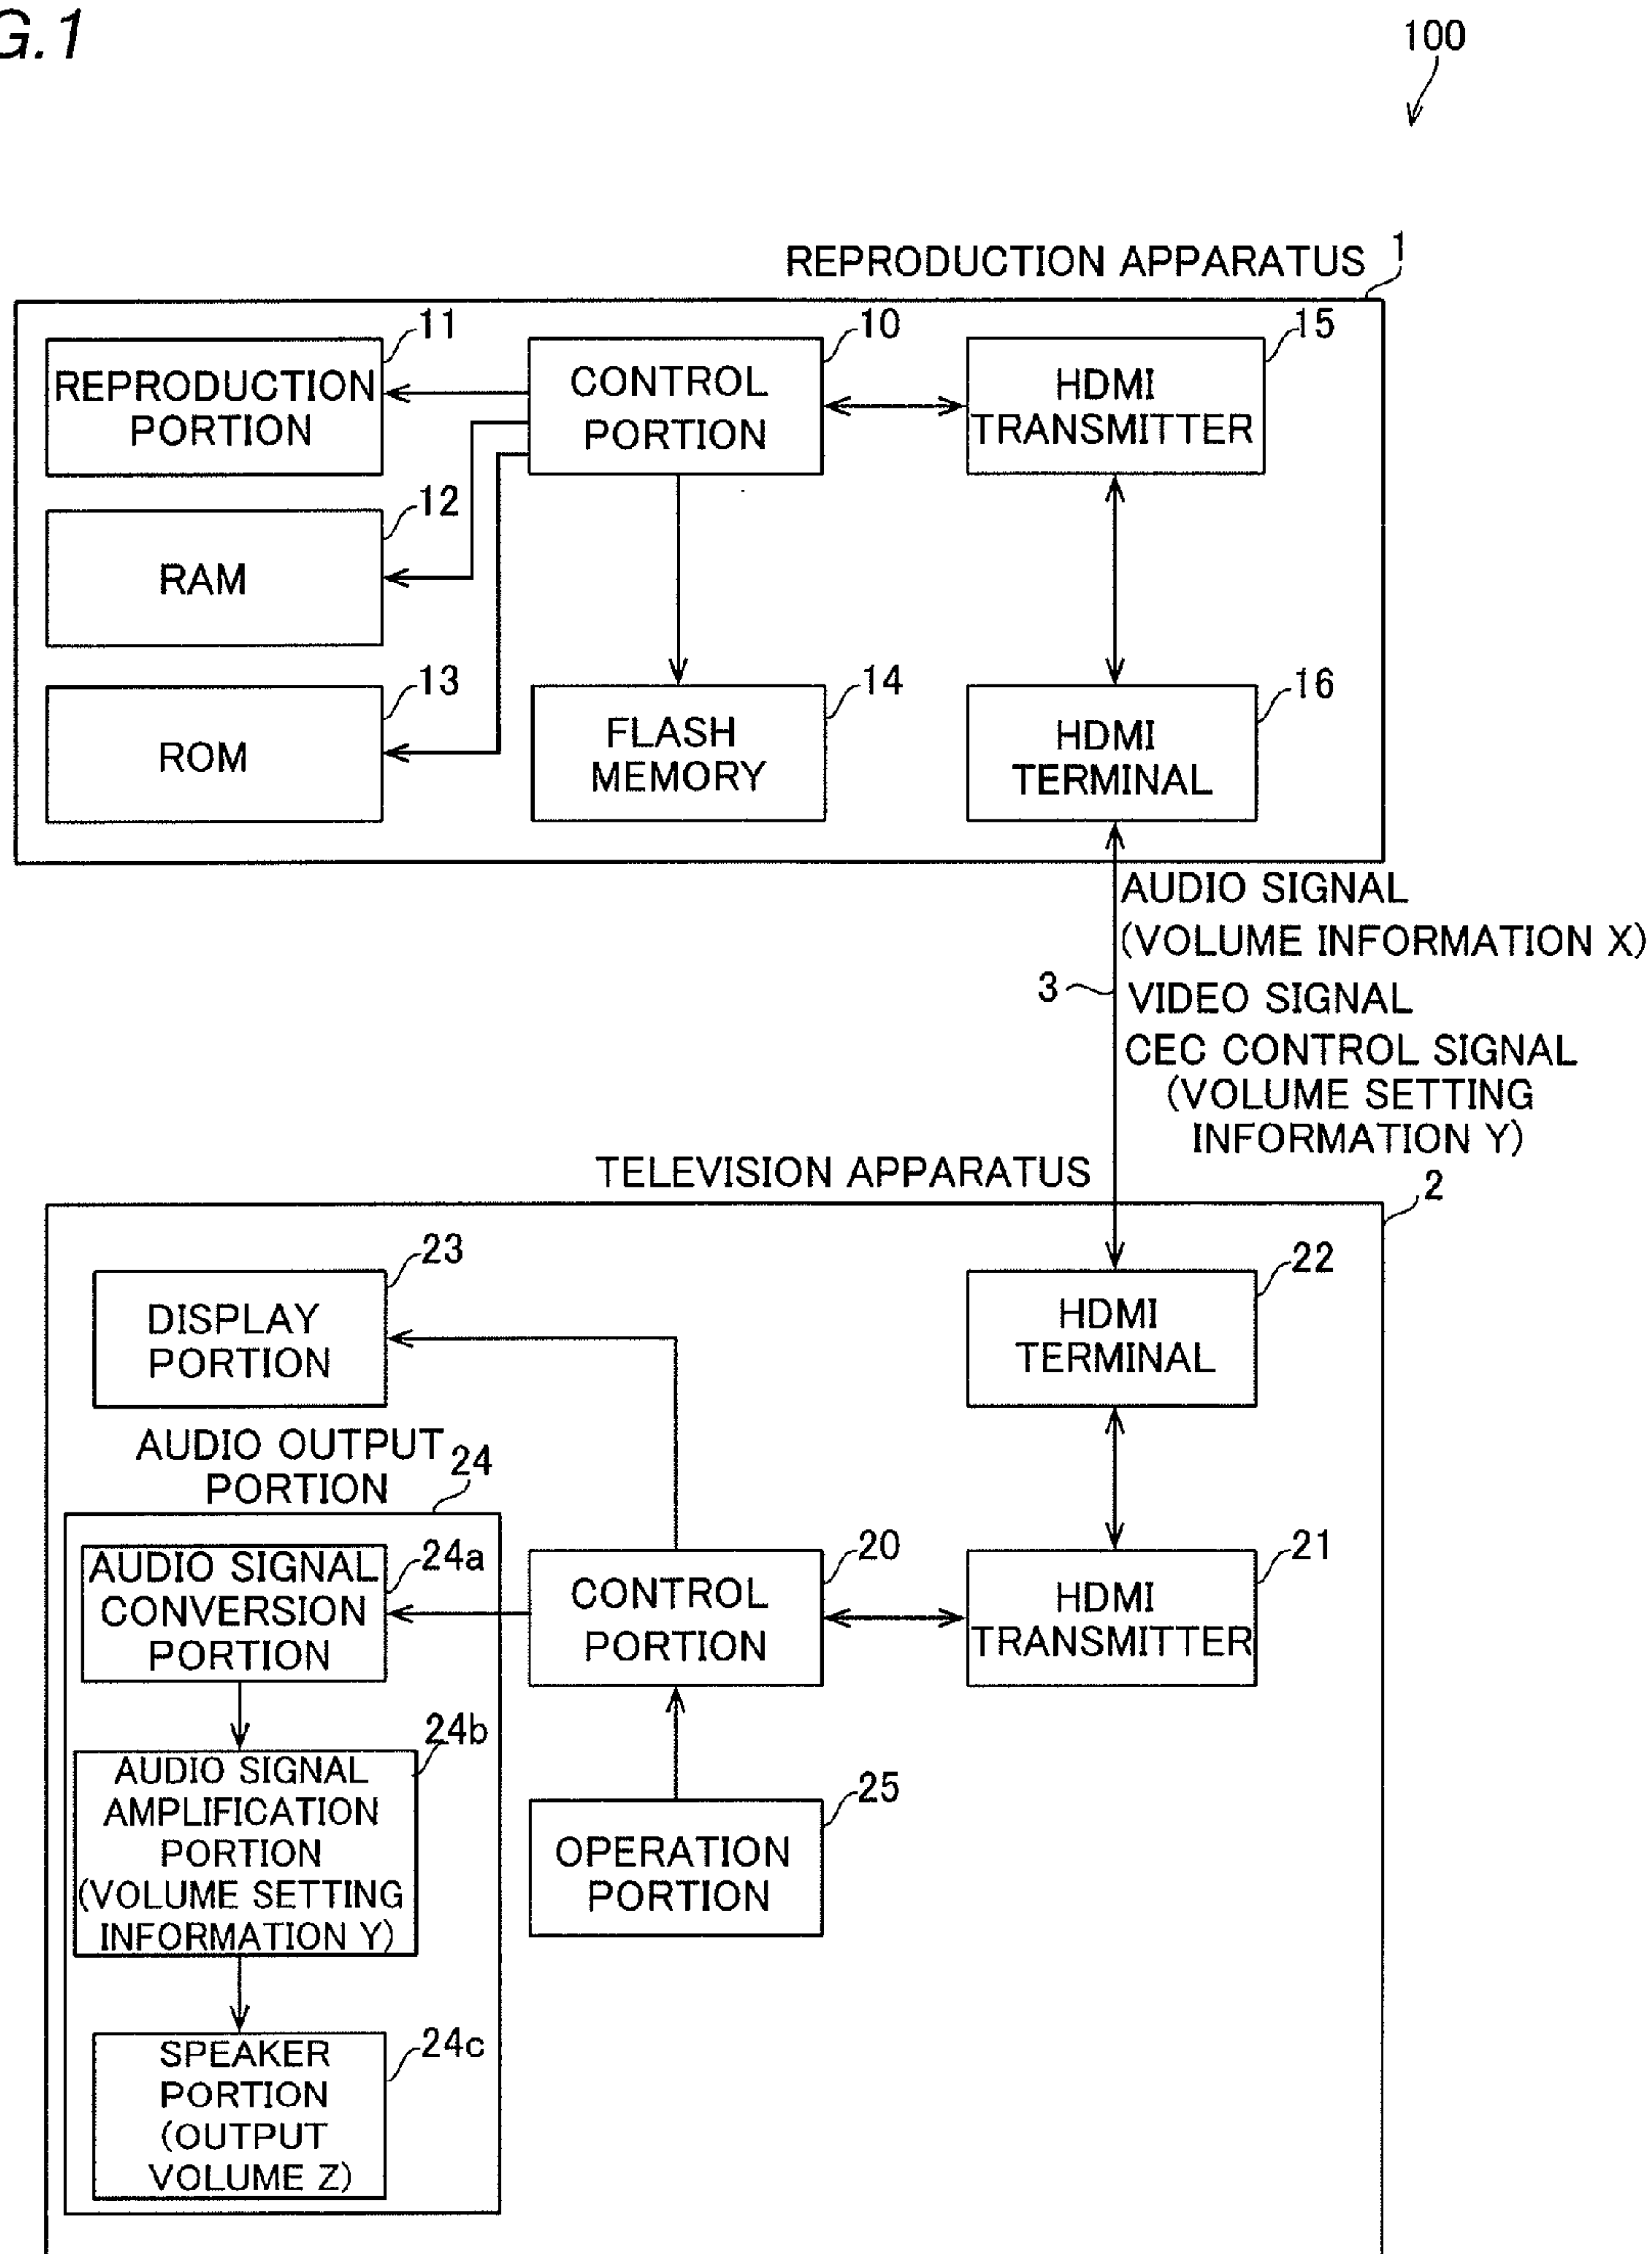 G.1
100
REPRODUCTION APPARATUS
1
11
REPRODUCTION
PORTION
10
CONTROL
PORTION
15
HDMI
TRANSMITTER
12
RAM
13
ROM
14
FLASH
MEMORY
16
HDMI
TERMINAL
AUDIO SIGNAL
(VOLUME INFORMATION X)
3
VIDEO SIGNAL
CEC CONTROL SIGNAL
(VOLUME SETTING
INFORMATION Y)
TELEVISION APPARATUS
2
23
DISPLAY
PORTION
22
HDMI
TERMINAL
AUDIO OUTPUT
PORTION
24
24a
AUDIO SIGNAL
CONVERSION
PORTION
20
CONTROL
PORTION
21
HDMI
TRANSMITTER
24b
AUDIO SIGNAL
AMPLIFICATION
PORTION
(VOLUME SETTING
INFORMATION Y)
25
OPERATION
PORTION
24c
SPEAKER
PORTION
(OUTPUT
VOLUME Z)